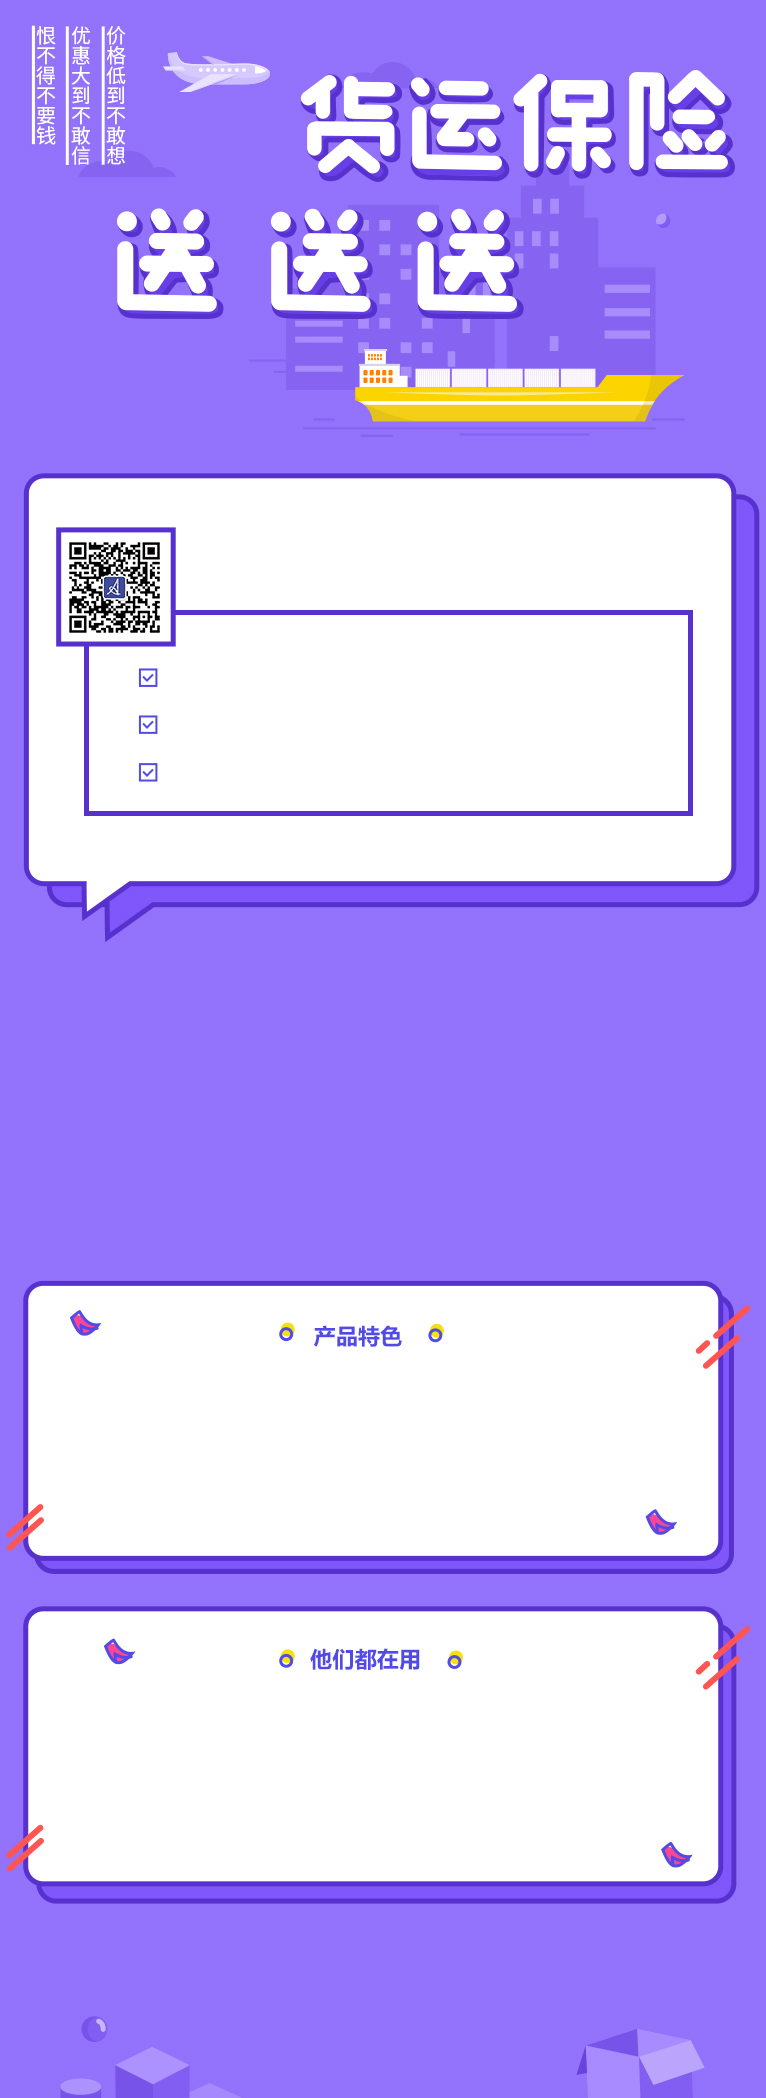 价格低到不敢想
优惠大到不敢信
恨不得不要钱
货运保险
送 送 送
产品特色
他们都在用